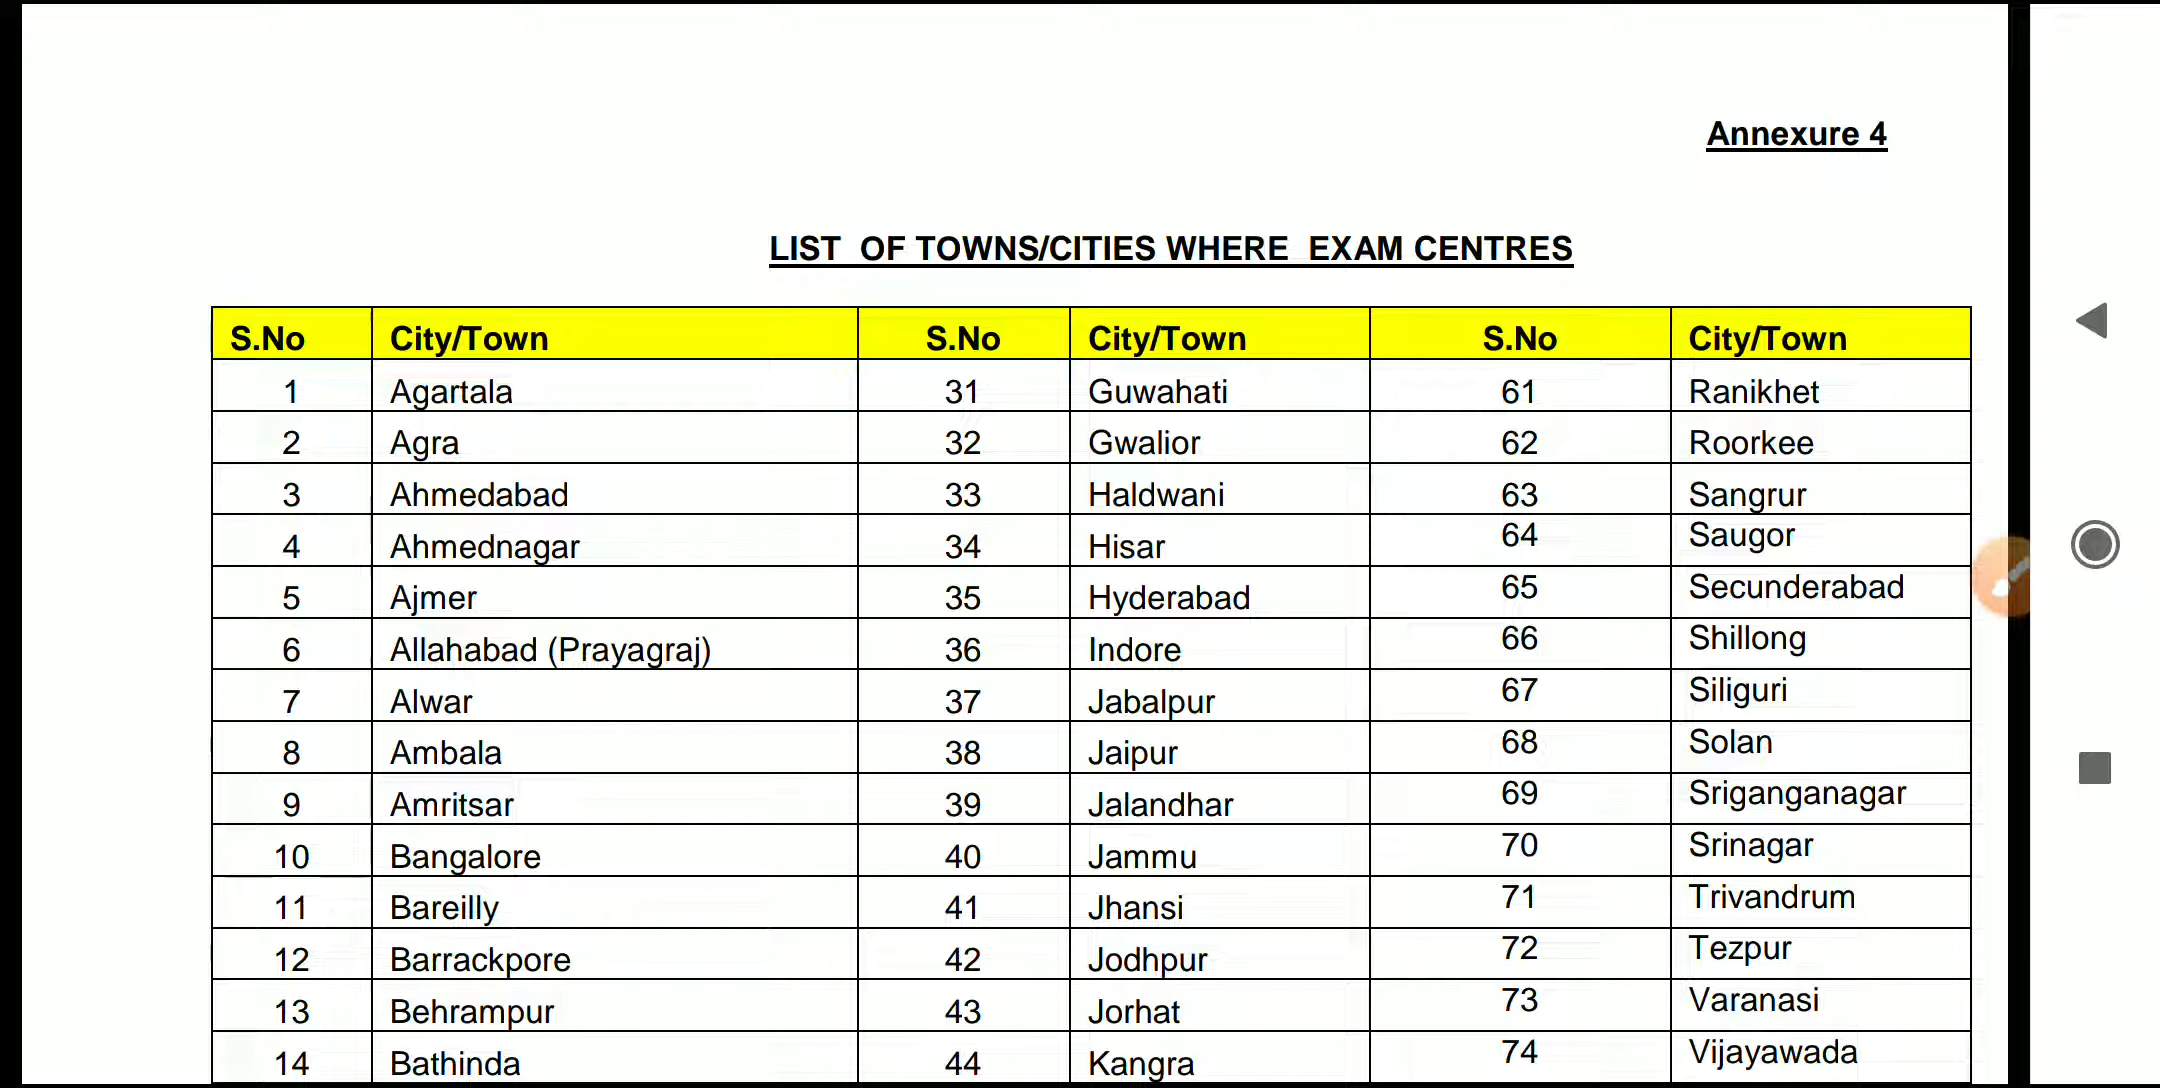 Annexure 4
LIST OF TOWNS/CITIES WHERE EXAM CENTRES
S.No City/Town S.No City/Town S.No City/Town
1 Agartala 31 Guwahati 61 Ranikhet
2 Agra 32 Gwalior 62 Roorkee
3 Ahmedabad 33 Haldwani 63 Sangrur
4 Ahmednagar 34 Hisar 64 Saugor
5 Ajmer 35 Hyderabad 65 Secunderabad
6 Allahabad (Prayagraj) 36 Indore 66 Shillong
7 Alwar 37 Jabalpur 67 Siliguri
8 Ambala 38 Jaipur 68 Solan
9 Amritsar 39 Jalandhar 69 Sriganganagar
10 Bangalore 40 Jammu 70 Srinagar
11 Bareilly 41 Jhansi 71 Trivandrum
12 Barrackpore 42 Jodhpur 72 Tezpur
13 Behrampur 43 Jorhat 73 Varanasi
14 Bathinda 44 Kangra 74 Vijayawada